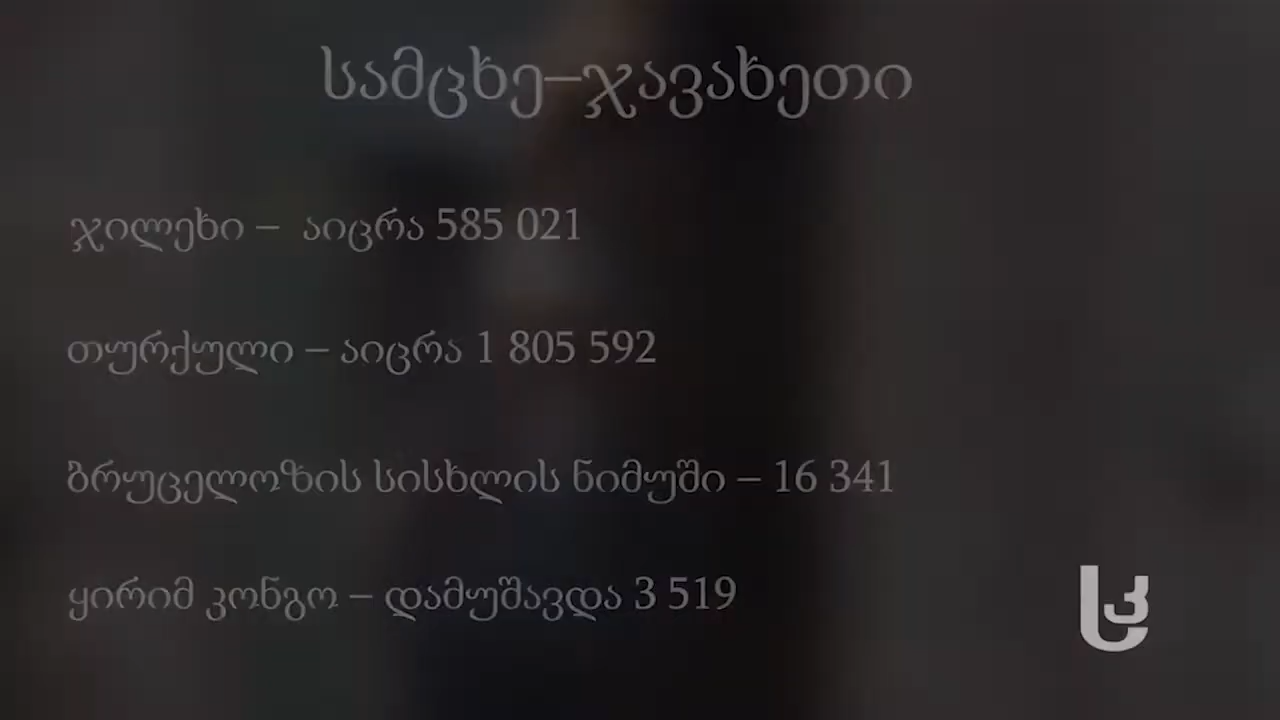 სამცხე–ჯავახეთი
ჯილეხი – აიცრა 585 021
თურქული – აიცრა 1 805 592
ბრუცელოზის სისხლის ნიმუში – 16 341
ყირიმ კონგო – დამუშავდა 3 519